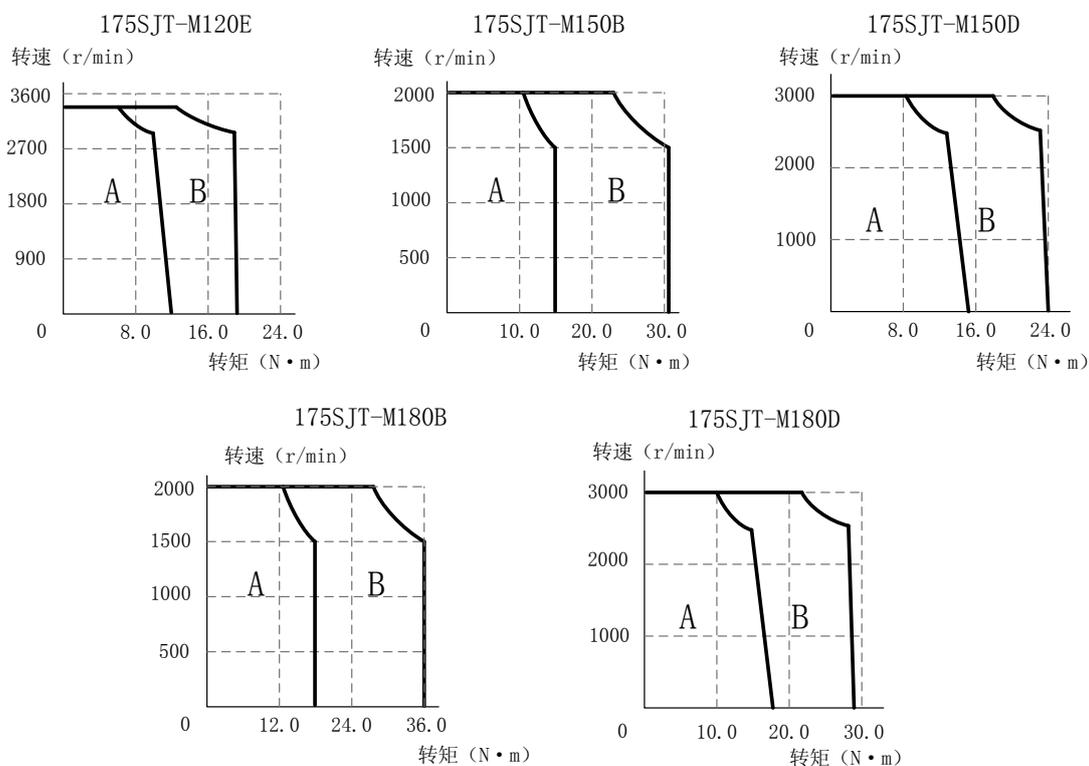 175SJT-M120E
转速（r/min）
3600
2700
1800
900
0
A
B
8.0
16.0
24.0
转矩（N·m）
175SJT-M150B
转速（r/min）
2000
1500
1000
500
0
A
B
10.0
20.0
30.0
转矩（N·m）
175SJT-M150D
转速（r/min）
3000
2000
1000
0
A
B
8.0
16.0
24.0
转矩（N·m）
175SJT-M180B
转速（r/min）
2000
1500
1000
500
0
A
B
12.0
24.0
36.0
转矩（N·m）
175SJT-M180D
转速（r/min）
3000
2000
1000
0
A
B
10.0
20.0
30.0
转矩（N·m）